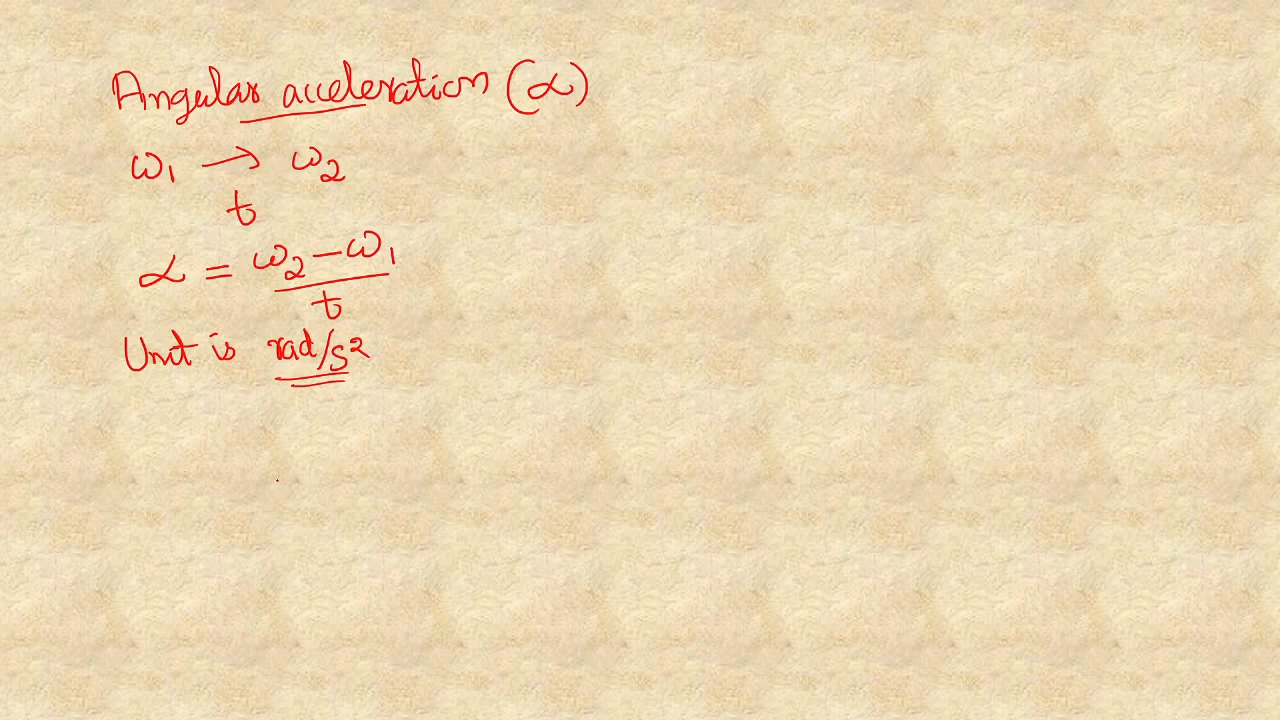 Angular acceleration (α)
ω₁ → ω₂
t
α = ω₂ − ω₁
t
Unit is rad/s²